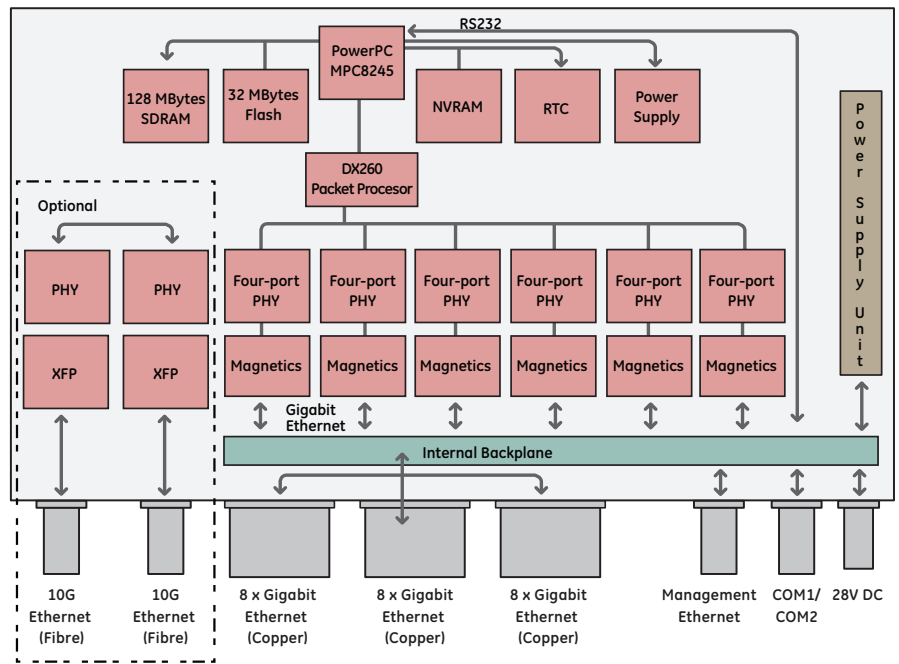 RS232
PowerPC
MPC8245
128 MBytes
SDRAM
32 MBytes
Flash
NVRAM
RTC
Power
Supply
Power Supply Unit
DX260
Packet Procesor
Optional
PHY
PHY
Four-port
PHY
Four-port
PHY
Four-port
PHY
Four-port
PHY
Four-port
PHY
Four-port
PHY
XFP
XFP
Magnetics
Magnetics
Magnetics
Magnetics
Magnetics
Magnetics
Gigabit
Ethernet
Internal Backplane
10G
Ethernet
(Fibre)
10G
Ethernet
(Fibre)
8 x Gigabit
Ethernet
(Copper)
8 x Gigabit
Ethernet
(Copper)
8 x Gigabit
Ethernet
(Copper)
Management
Ethernet
COM1/
COM2
28V DC